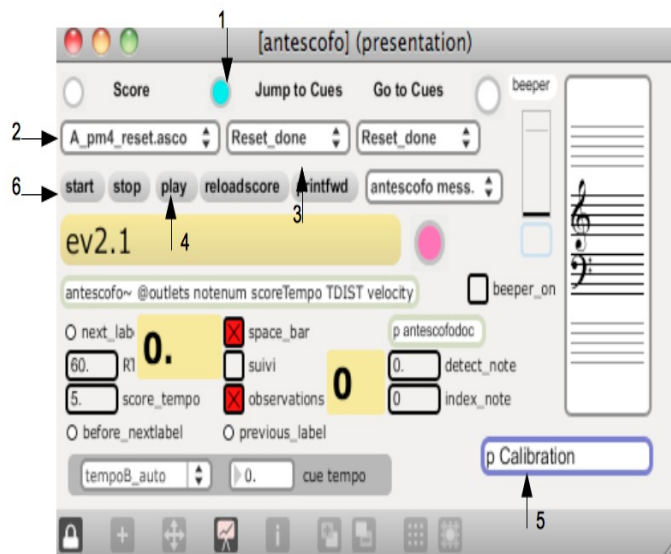 1
[antescofo] (presentation)
Score Jump to Cues Go to Cues beeper
2 A_pm4_reset.asco Reset_done Reset_done
6 start stop play reloadscore printfwd antescofo mess.
3
4
ev2.1
antescofo~ @outlets notenum scoreTempo TDIST velocity
beeper_on
next_lab 0. space_bar p antescofodoc
60. R1 suivi 0 0. detect_note
5. score_tempo observations 0 index_note
before_nextlabel previous_label
p Calibration
tempoB_auto 0. cue tempo
5